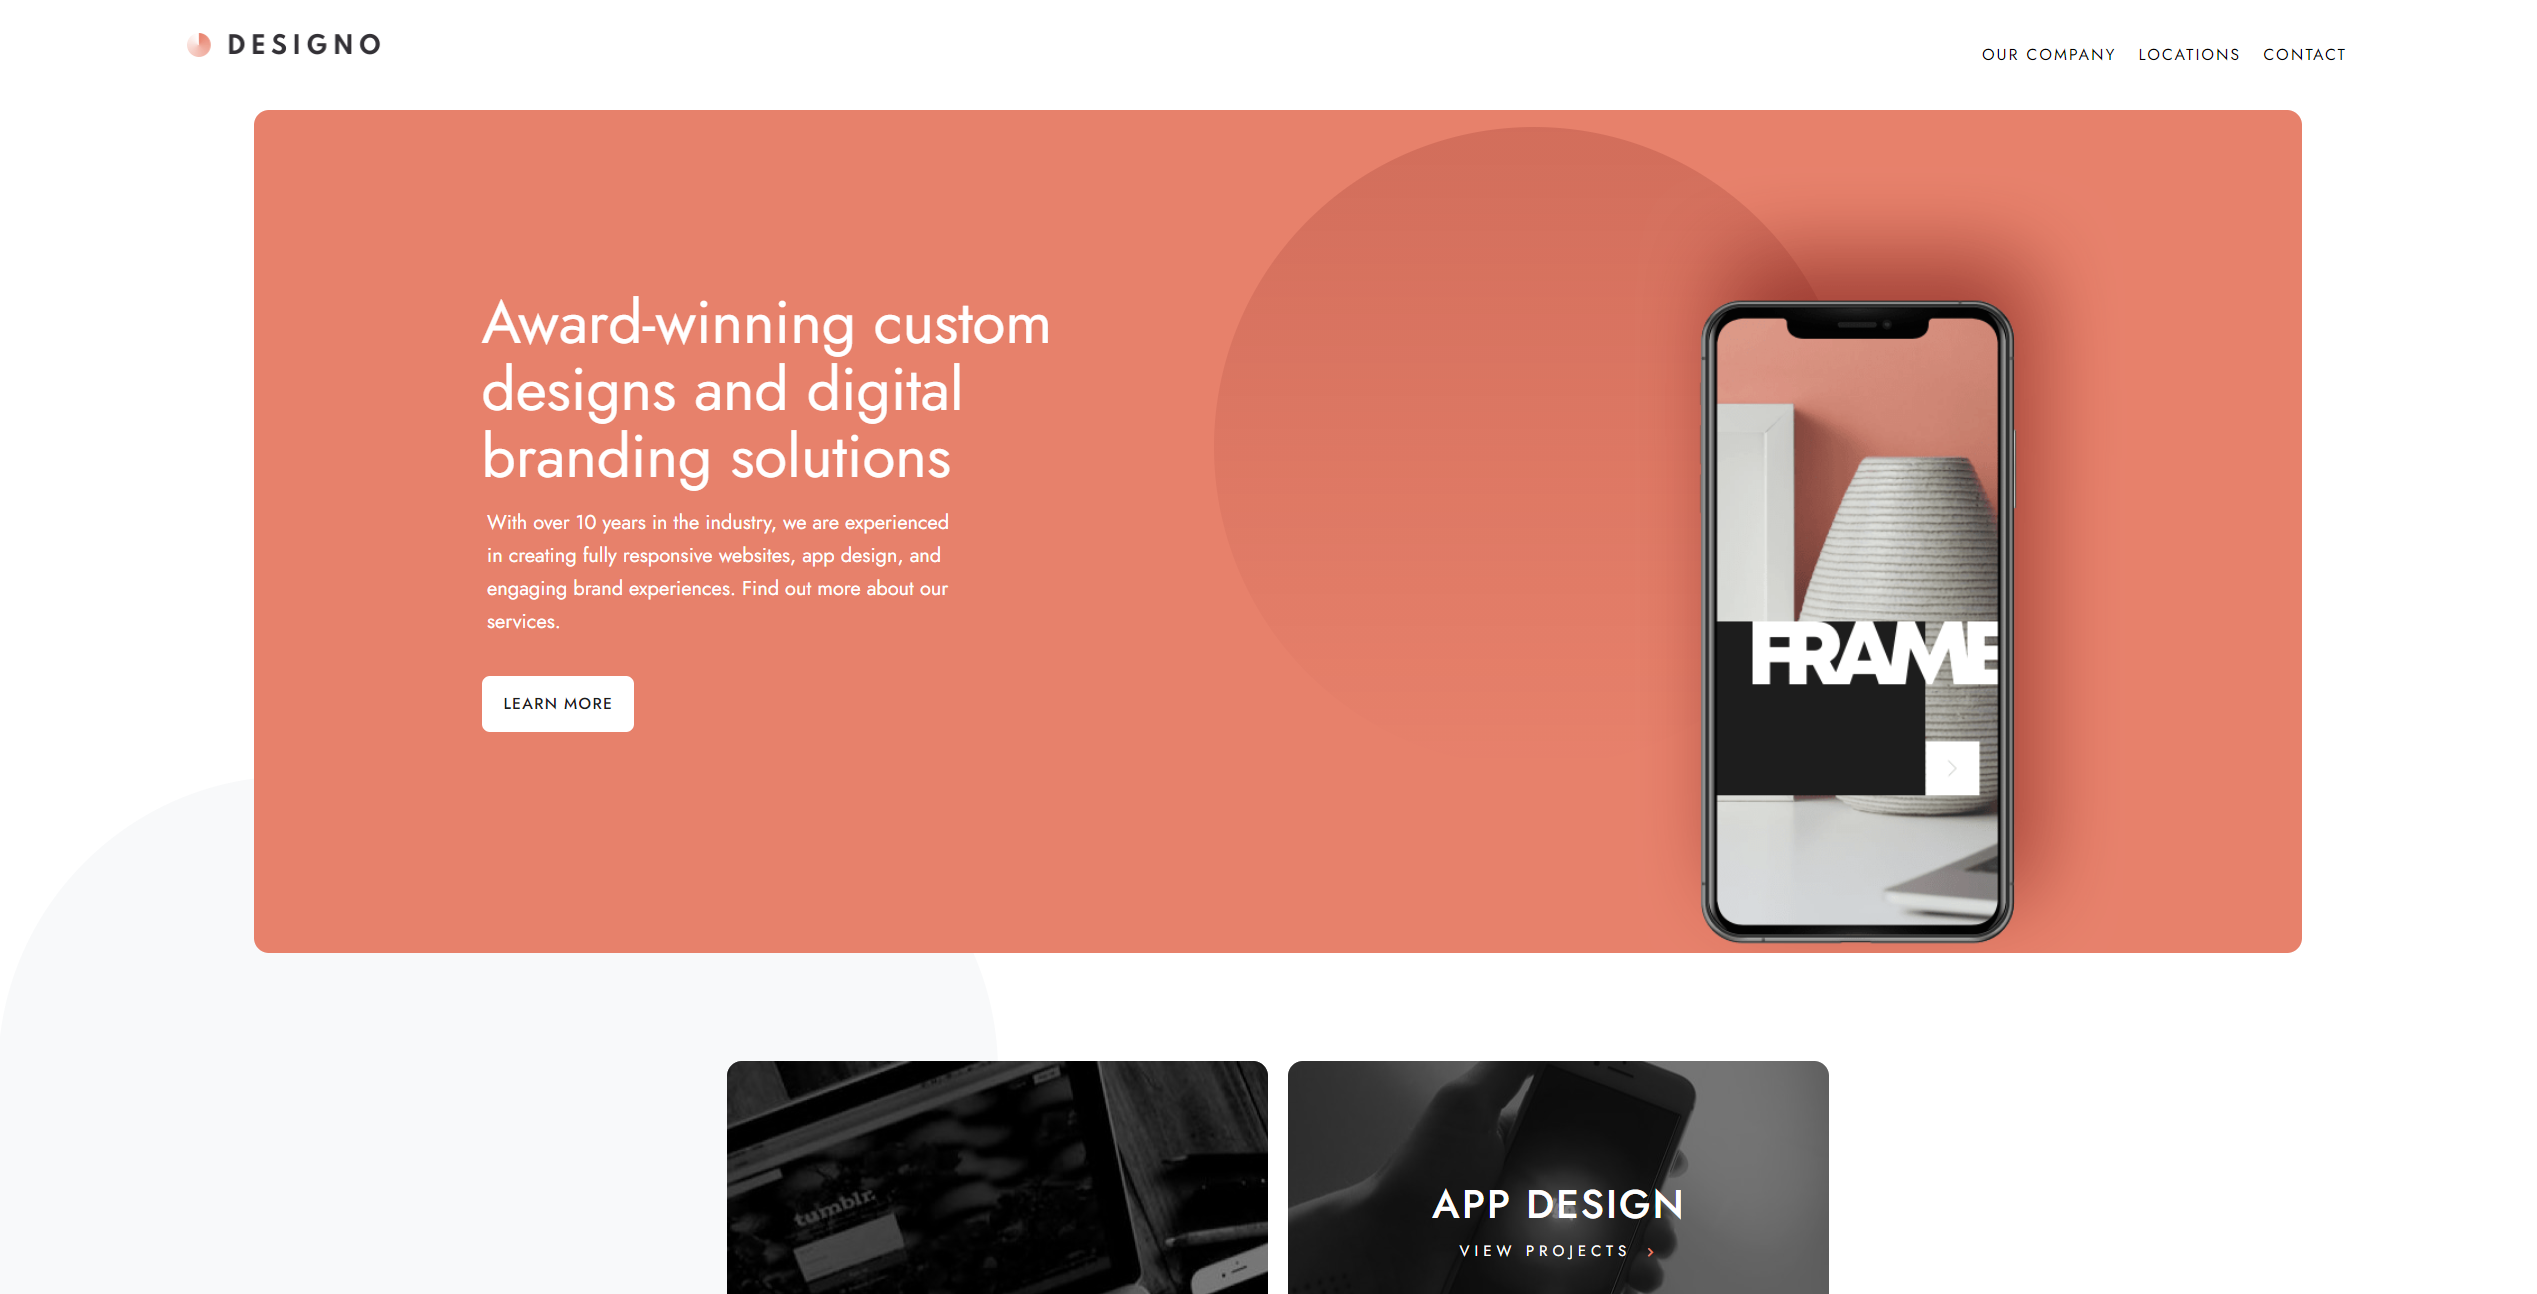 DESIGNO
OUR COMPANY LOCATIONS CONTACT
Award-winning custom
designs and digital
branding solutions
With over 10 years in the industry, we are experienced
in creating fully responsive websites, app design, and
engaging brand experiences. Find out more about our
services.
LEARN MORE
FRAME
tumblr.
APP DESIGN
VIEW PROJECTS